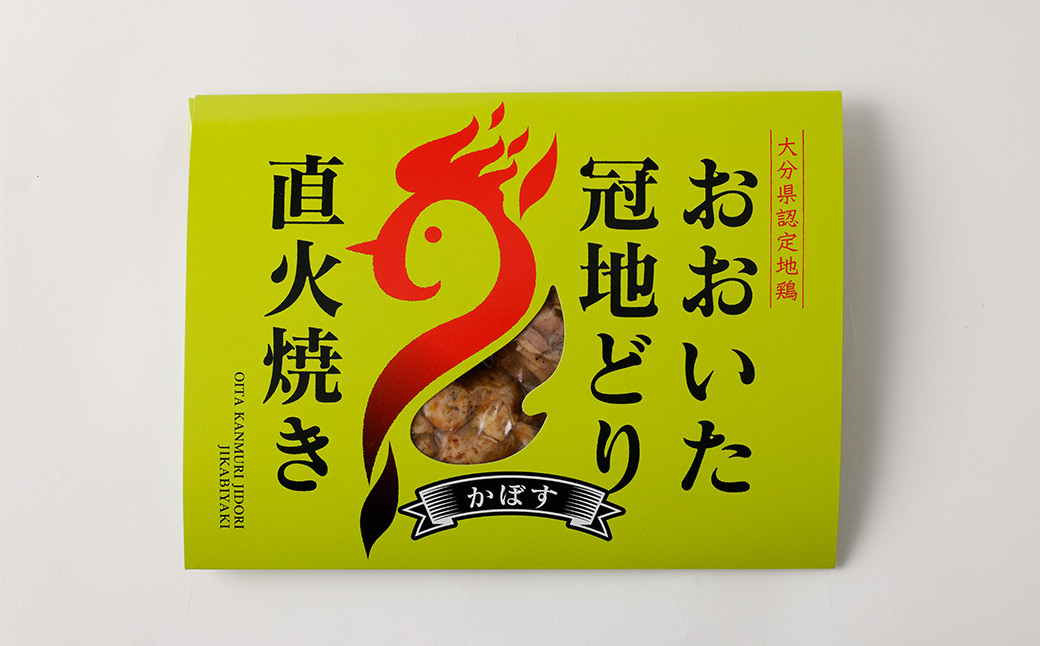 大分県認定地鶏
おおいた
冠地どり
直火焼き
かぼす
OITA KANMURI JIDORI
JIKABIYAKI